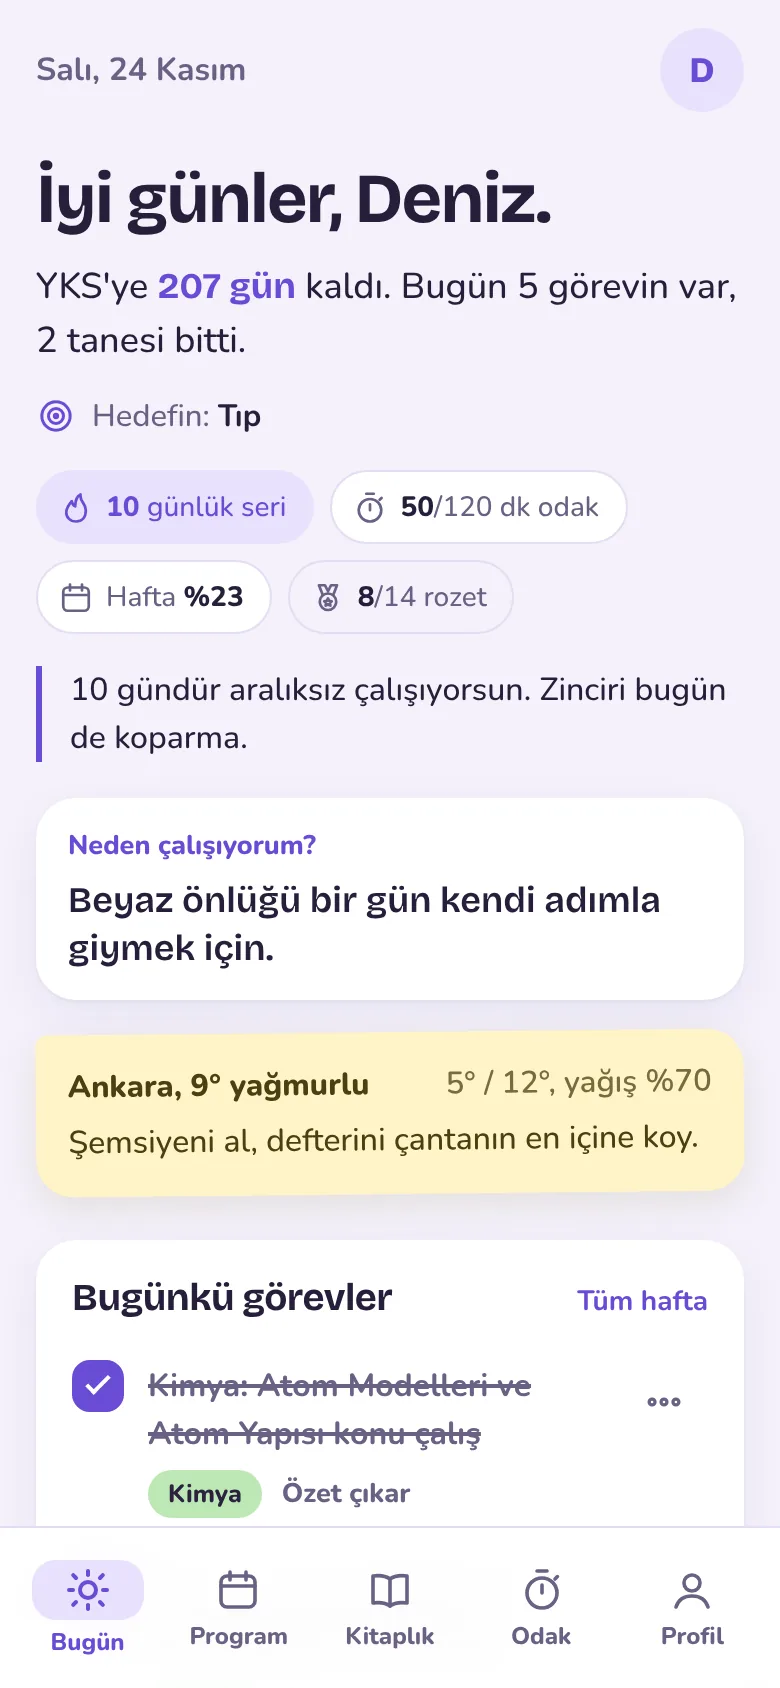 Salı, 24 Kasım
D
İyi günler, Deniz.
YKS'ye 207 gün kaldı. Bugün 5 görevin var,
2 tanesi bitti.
Hedefin: Tıp
10 günlük seri
50/120 dk odak
Hafta %23
8/14 rozet
10 gündür aralıksız çalışıyorsun. Zinciri bugün
de koparma.
Neden çalışıyorum?
Beyaz önlüğü bir gün kendi adımla
giymek için.
Ankara, 9° yağmurlu
5° / 12°, yağış %70
Şemsiyeni al, defterini çantanın en içine koy.
Bugünkü görevler
Tüm hafta
Kimya: Atom Modelleri ve
Atom Yapısı konu çalış
Kimya
Özet çıkar
Bugün
Program
Kitaplık
Odak
Profil